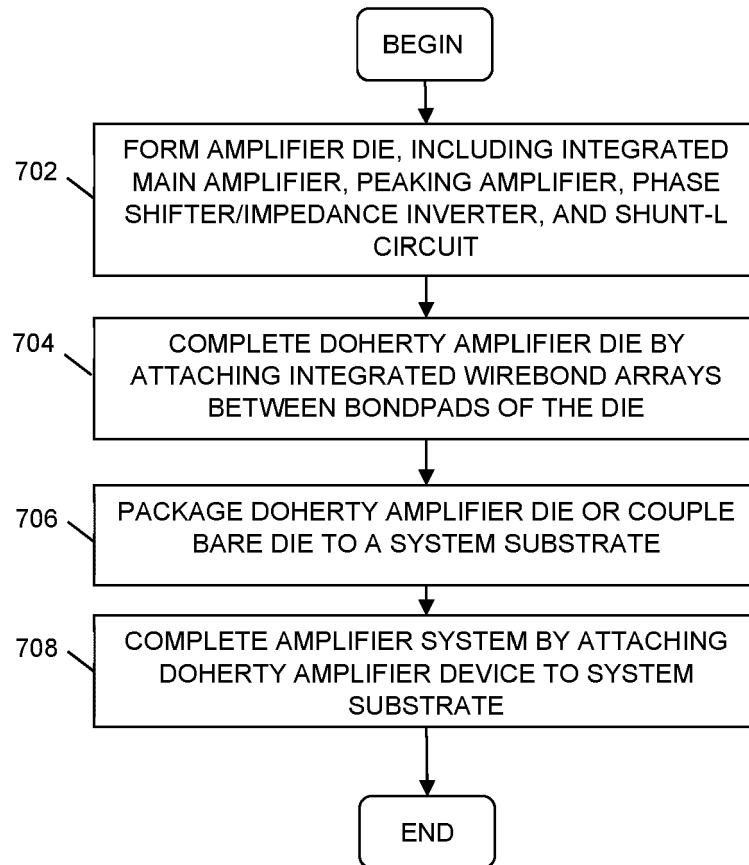 BEGIN
702
FORM AMPLIFIER DIE, INCLUDING INTEGRATED
MAIN AMPLIFIER, PEAKING AMPLIFIER, PHASE
SHIFTER/IMPEDANCE INVERTER, AND SHUNT-L
CIRCUIT
704
COMPLETE DOHERTY AMPLIFIER DIE BY
ATTACHING INTEGRATED WIREBOND ARRAYS
BETWEEN BONDPADS OF THE DIE
706
PACKAGE DOHERTY AMPLIFIER DIE OR COUPLE
BARE DIE TO A SYSTEM SUBSTRATE
708
COMPLETE AMPLIFIER SYSTEM BY ATTACHING
DOHERTY AMPLIFIER DEVICE TO SYSTEM
SUBSTRATE
END